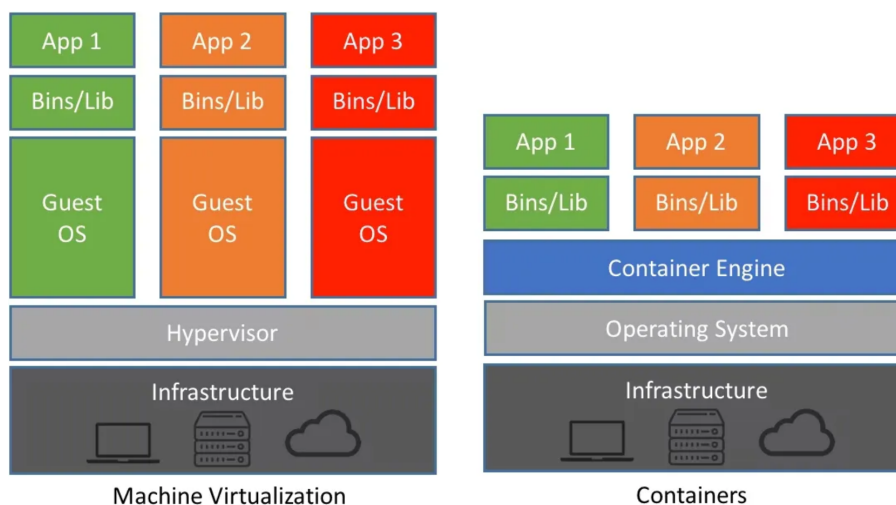 App 1
App 2
App 3
Bins/Lib
Bins/Lib
Bins/Lib
Guest
OS
Guest
OS
Guest
OS
Hypervisor
Infrastructure
Machine Virtualization
App 1
App 2
App 3
Bins/Lib
Bins/Lib
Bins/Lib
Container Engine
Operating System
Infrastructure
Containers